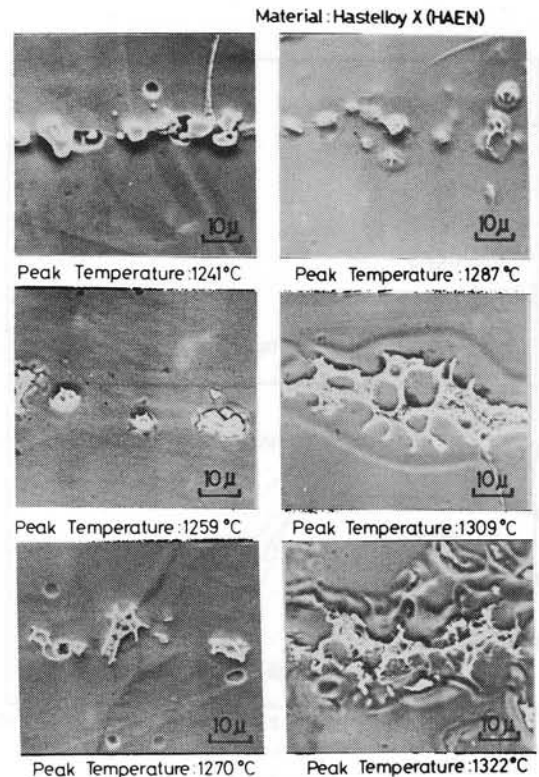 Material : Hastelloy X (HAEN)
10μ
10μ
Peak Temperature:1241°C
Peak Temperature:1287°C
10μ
10μ
Peak Temperature:1259°C
Peak Temperature:1309°C
10μ
10μ
Peak Temperature:1270°C
Peak Temperature:1322°C